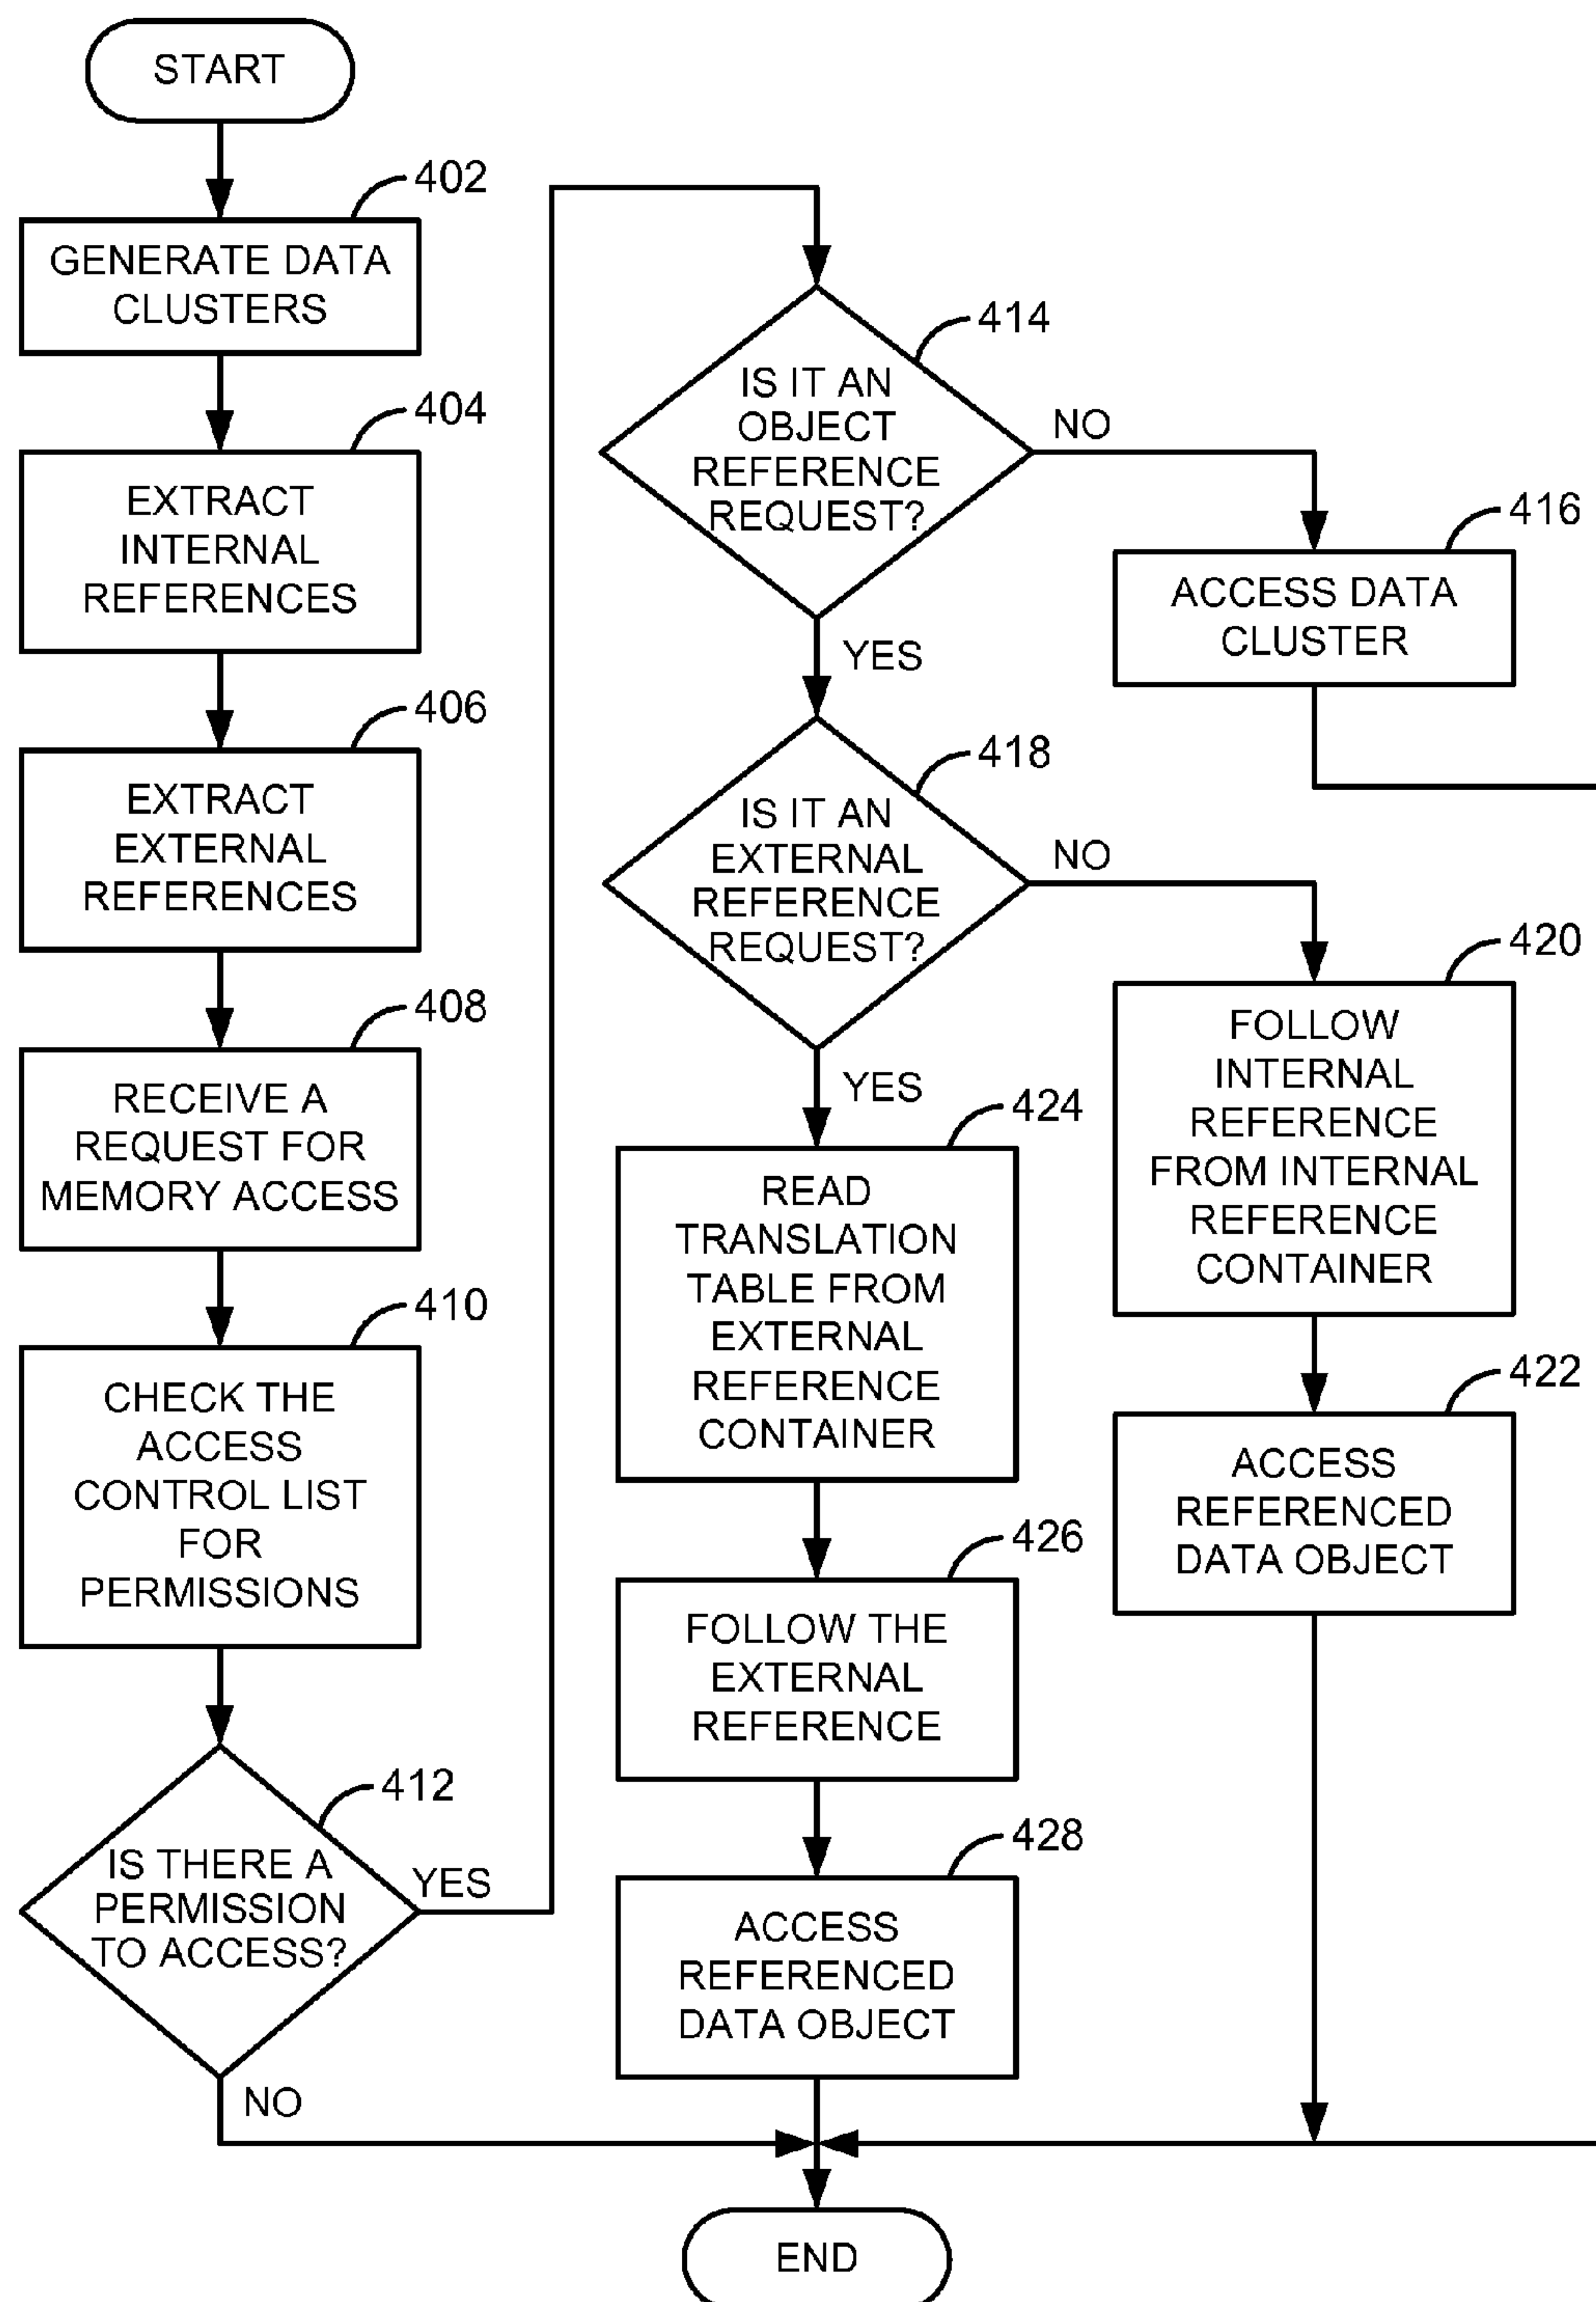 START
402
GENERATE DATA
CLUSTERS
404
EXTRACT
INTERNAL
REFERENCES
406
EXTRACT
EXTERNAL
REFERENCES
408
RECEIVE A
REQUEST FOR
MEMORY ACCESS
410
CHECK THE
ACCESS
CONTROL LIST
FOR
PERMISSIONS
412
IS THERE A
PERMISSION
TO ACCESS?
YES
NO
414
IS IT AN
OBJECT
REFERENCE
REQUEST?
NO
YES
416
ACCESS DATA
CLUSTER
418
IS IT AN
EXTERNAL
REFERENCE
REQUEST?
NO
YES
420
FOLLOW
INTERNAL
REFERENCE
FROM INTERNAL
REFERENCE
CONTAINER
422
ACCESS
REFERENCED
DATA OBJECT
424
READ
TRANSLATION
TABLE FROM
EXTERNAL
REFERENCE
CONTAINER
426
FOLLOW THE
EXTERNAL
REFERENCE
428
ACCESS
REFERENCED
DATA OBJECT
END